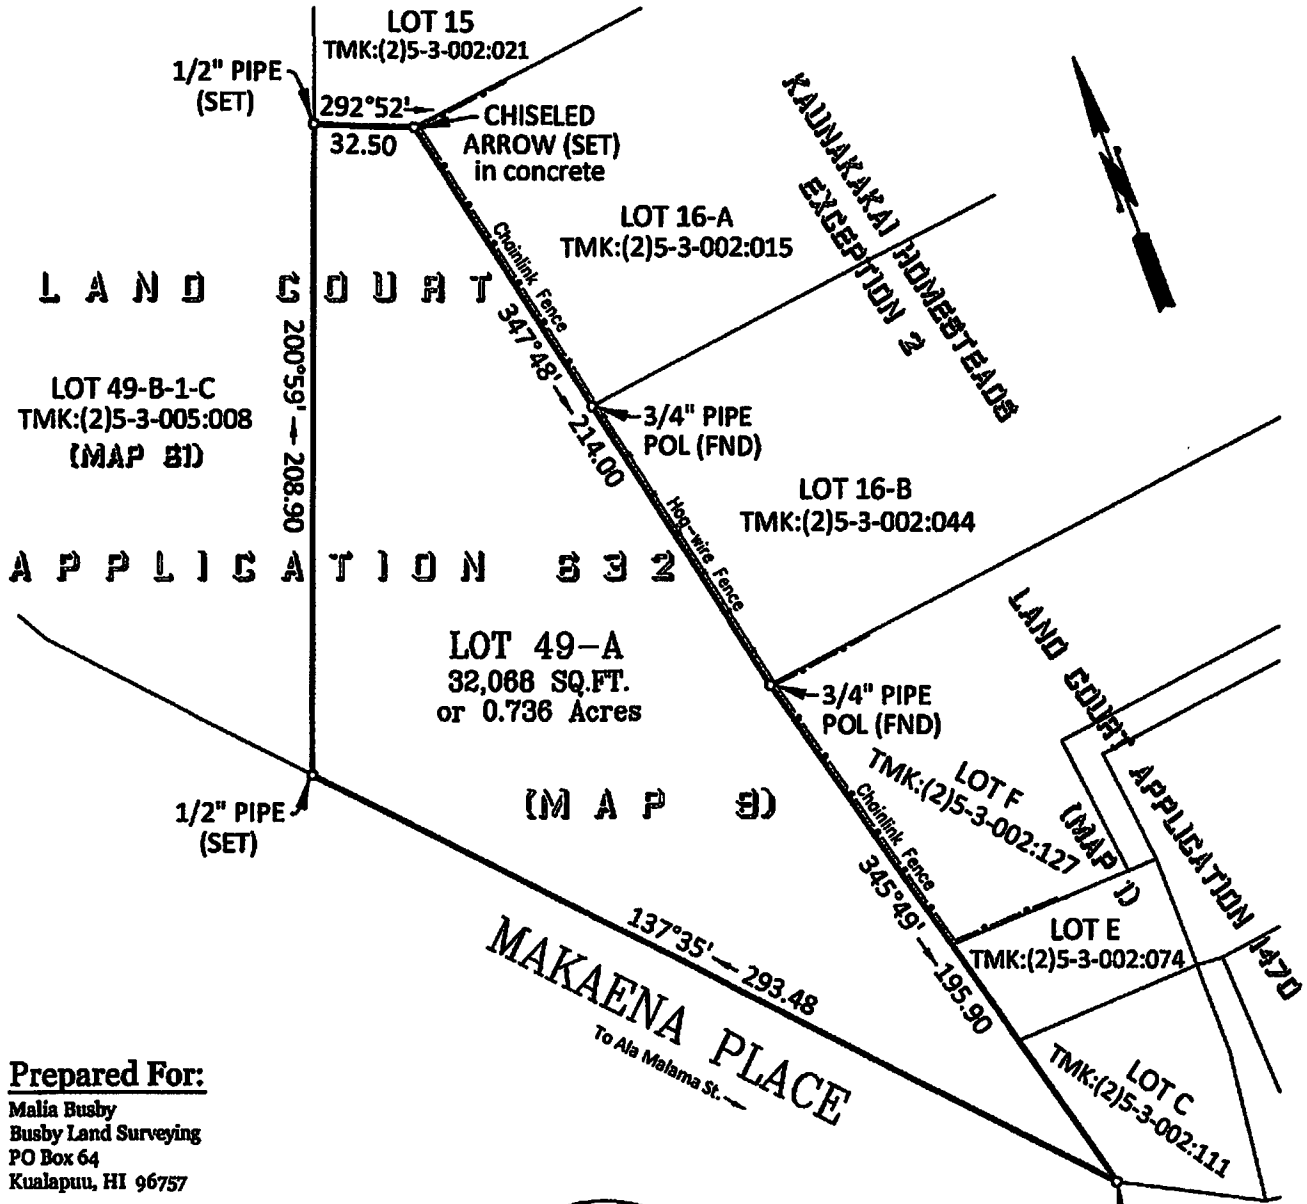 LOT 15
TMK:(2)5-3-002:021
1/2" PIPE
(SET)
292°52'
32.50
CHISELED
ARROW (SET)
in concrete
KAUNAKAKAI HOMESTEADS
EXCEPTION 2
LOT 16-A
TMK:(2)5-3-002:015
Chainlink Fence
LAND COURT
347°48'
214.00
200°59'
208.90
LOT 49-B-1-C
TMK:(2)5-3-005:008
(MAP 81)
3/4" PIPE
POL (FND)
LOT 16-B
TMK:(2)5-3-002:044
Hog-wire Fence
APPLICATION 632
LOT 49-A
32,068 SQ.FT.
or 0.736 Acres
3/4" PIPE
POL (FND)
LAND COURT APPLICATION 1470
(MAP 1)
LOT F
TMK:(2)5-3-002:127
Chainlink Fence
1/2" PIPE
(SET)
345°49'
195.90
LOT E
TMK:(2)5-3-002:074
137°35'
293.48
MAKAENA PLACE
To Ala Malama St.
LOT C
TMK:(2)5-3-002:111
Prepared For:
Malia Busby
Busby Land Surveying
PO Box 64
Kualapuu, HI 96757